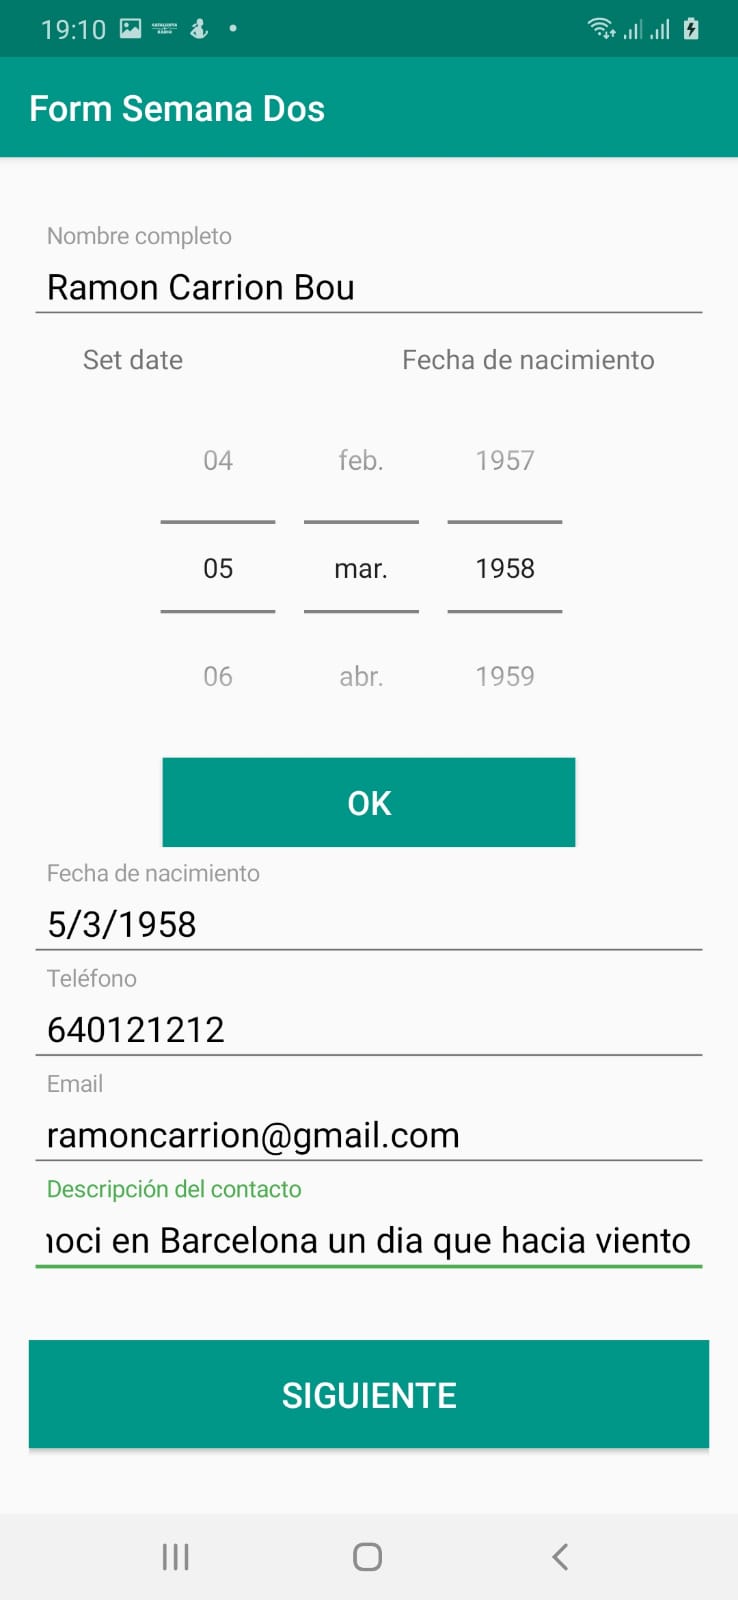 19:10
Form Semana Dos
Nombre completo
Ramon Carrion Bou
Set date Fecha de nacimiento
04 feb. 1957
05 mar. 1958
06 abr. 1959
OK
Fecha de nacimiento
5/3/1958
Teléfono
640121212
Email
ramoncarrion@gmail.com
Descripción del contacto
en Barcelona un dia que hacia viento
SIGUIENTE